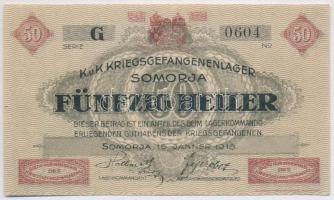 50 G 0604 50
SERIE Nº
K.u.K. KRIEGSGEFANGENENLAGER
SOMORJA
FÜNFZIG HELLER
DIESER BETRAG IST EIN ANTEIL DES BEIM LAGERKOMMANDO
ERLIEGENDEN GUTHABENS DER KRIEGSGEFANGENEN.
SOMORJA, 15. JÄNNER 1916